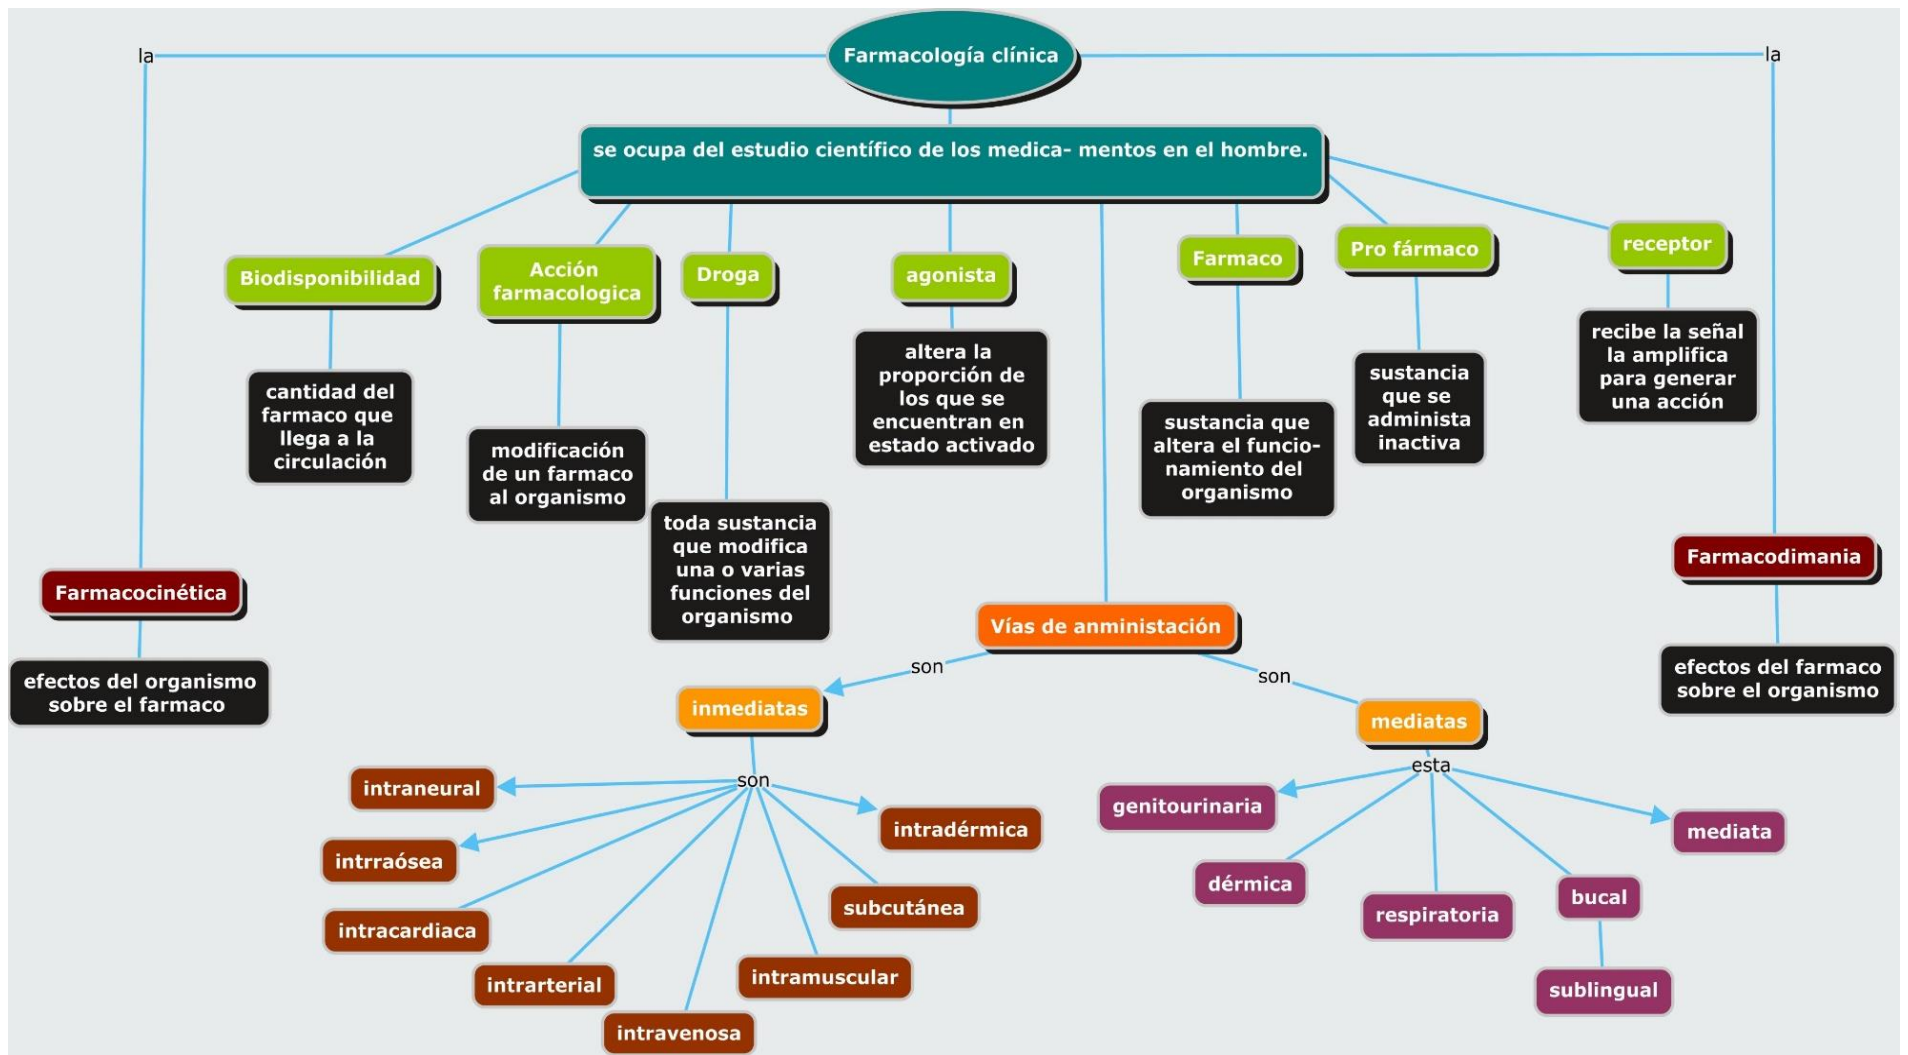 Farmacología clínica
la
la
se ocupa del estudio científico de los medica- mentos en el hombre.
Biodisponibilidad
cantidad del
farmaco que
llega a la
circulación
Acción
farmacologica
modificación
de un farmaco
al organismo
Droga
toda sustancia
que modifica
una o varias
funciones del
organismo
agonista
altera la
proporción de
los que se
encuentran en
estado activado
Farmaco
sustancia que
altera el funcio-
namiento del
organismo
Pro fármaco
sustancia
que se
administa
inactiva
receptor
recibe la señal
la amplifica
para generar
una acción
Farmacocinética
efectos del organismo
sobre el farmaco
Farmacodimania
efectos del farmaco
sobre el organismo
Vías de anministación
son
son
inmediatas
son
intraneural
intrraósea
intracardiaca
intrarterial
intravenosa
intramuscular
subcutánea
intradérmica
mediatas
esta
genitourinaria
dérmica
respiratoria
bucal
sublingual
mediata